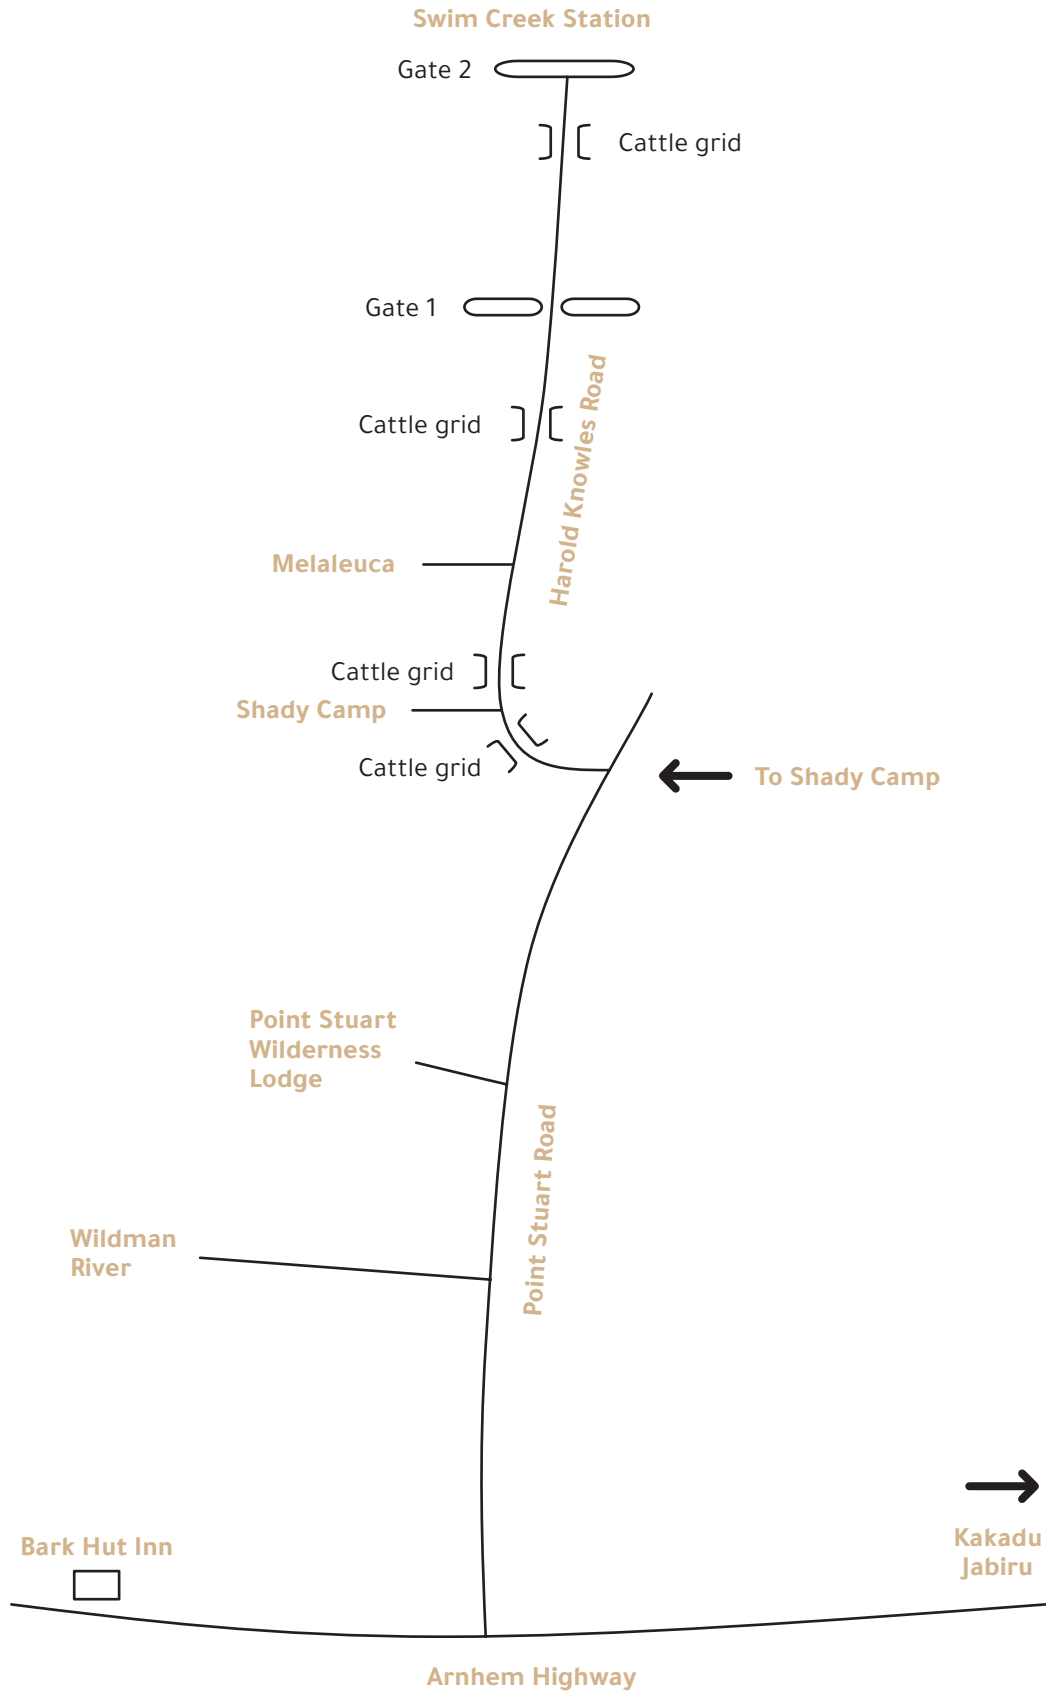 Swim Creek Station
Gate 2
Cattle grid
Gate 1
Harold Knowles Road
Cattle grid
Melaleuca
Cattle grid
Shady Camp
Cattle grid
To Shady Camp
Point Stuart
Wilderness
Lodge
Point Stuart Road
Wildman
River
Kakadu
Jabiru
Bark Hut Inn
Arnhem Highway